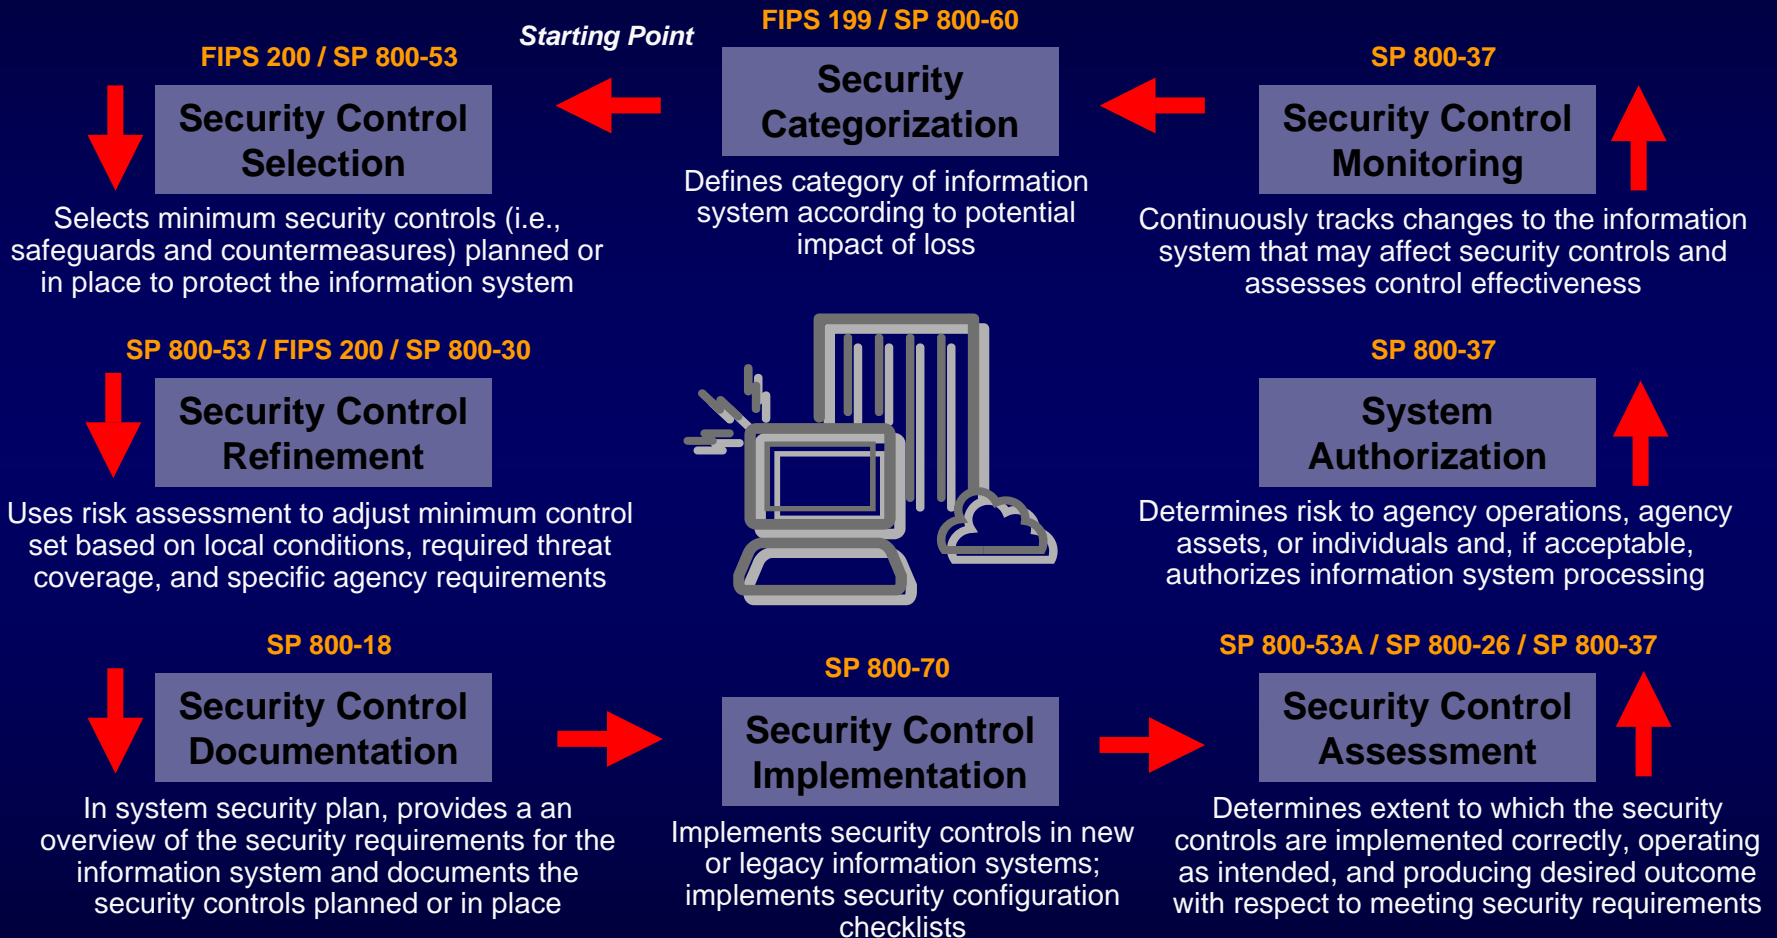 Starting Point
FIPS 199 / SP 800-60
Security
Categorization
Defines category of information
system according to potential
impact of loss
FIPS 200 / SP 800-53
Security Control
Selection
Selects minimum security controls (i.e.,
safeguards and countermeasures) planned or
in place to protect the information system
SP 800-53 / FIPS 200 / SP 800-30
Security Control
Refinement
Uses risk assessment to adjust minimum control
set based on local conditions, required threat
coverage, and specific agency requirements
SP 800-18
Security Control
Documentation
In system security plan, provides a an
overview of the security requirements for the
information system and documents the
security controls planned or in place
SP 800-70
Security Control
Implementation
Implements security controls in new
or legacy information systems;
implements security configuration
checklists
SP 800-53A / SP 800-26 / SP 800-37
Security Control
Assessment
Determines extent to which the security
controls are implemented correctly, operating
as intended, and producing desired outcome
with respect to meeting security requirements
SP 800-37
System
Authorization
Determines risk to agency operations, agency
assets, or individuals and, if acceptable,
authorizes information system processing
SP 800-37
Security Control
Monitoring
Continuously tracks changes to the information
system that may affect security controls and
assesses control effectiveness